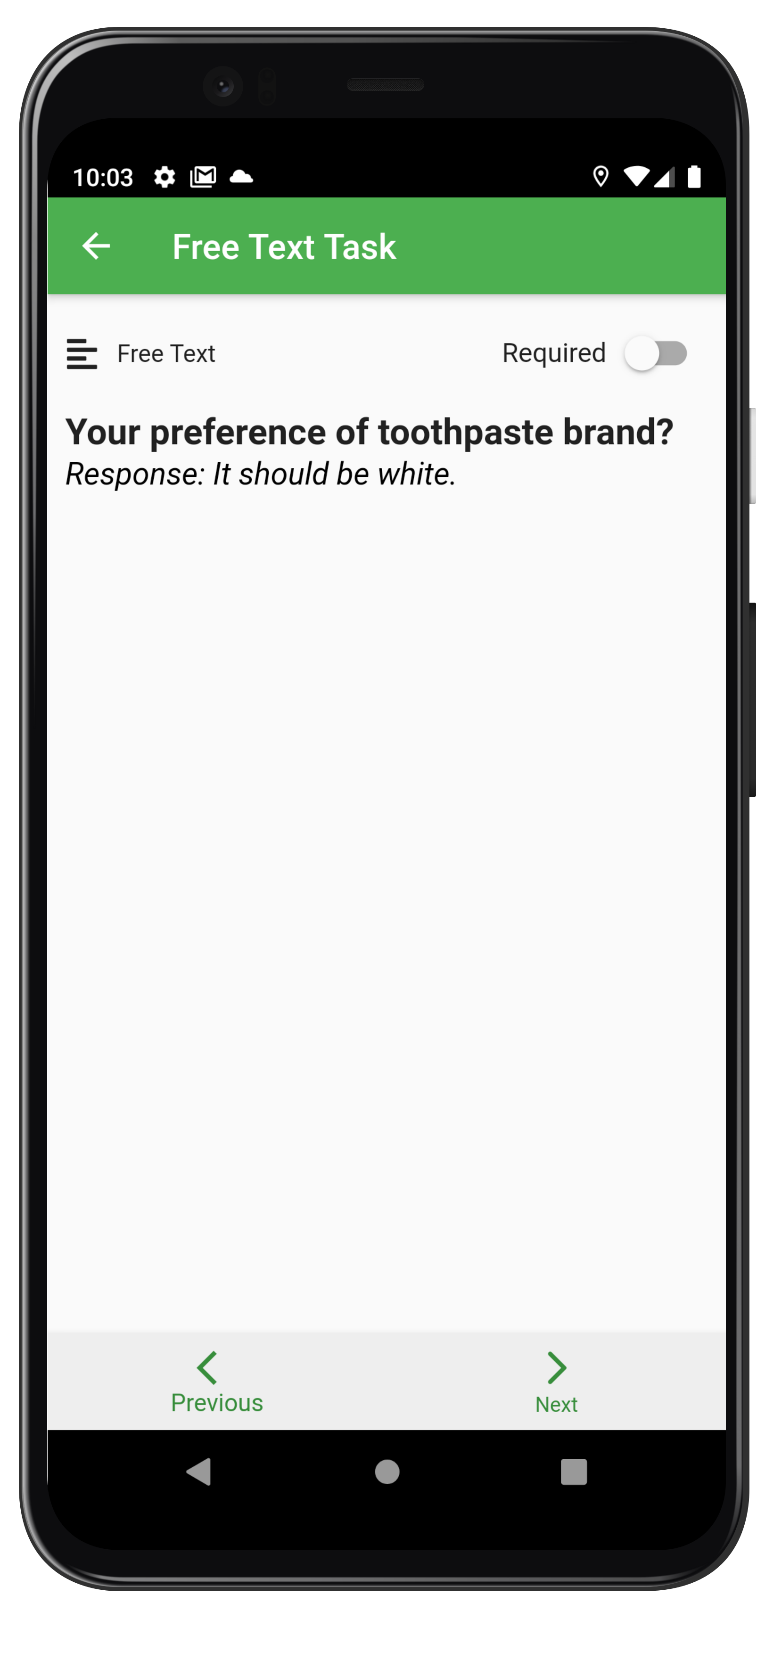 10:03
Free Text Task
Free Text
Required
Your preference of toothpaste brand?
Response: It should be white.
Previous
Next